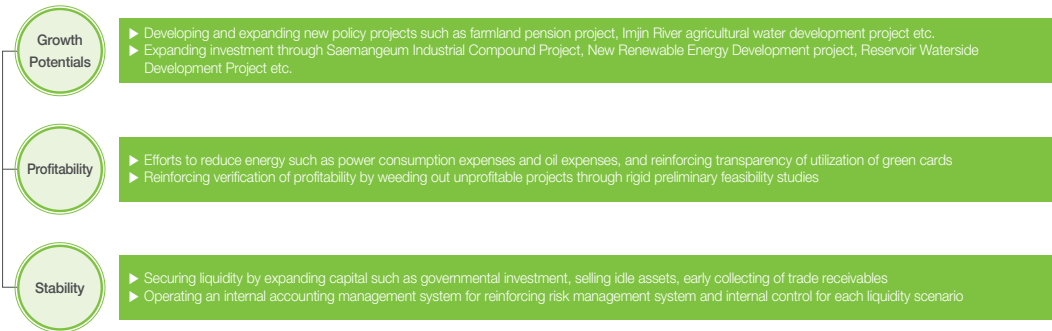 Growth
Potentials
▶ Developing and expanding new policy projects such as farmland pension project, Imjin River agricultural water development project etc.
▶ Expanding investment through Saemangeum Industrial Compound Project, New Renewable Energy Development project, Reservoir Waterside
Development Project etc.
Profitability
▶ Efforts to reduce energy such as power consumption expenses and oil expenses, and reinforcing transparency of utilization of green cards
▶ Reinforcing verification of profitability by weeding out unprofitable projects through rigid preliminary feasibility studies
Stability
▶ Securing liquidity by expanding capital such as governmental investment, selling idle assets, early collecting of trade receivables
▶ Operating an internal accounting management system for reinforcing risk management system and internal control for each liquidity scenario